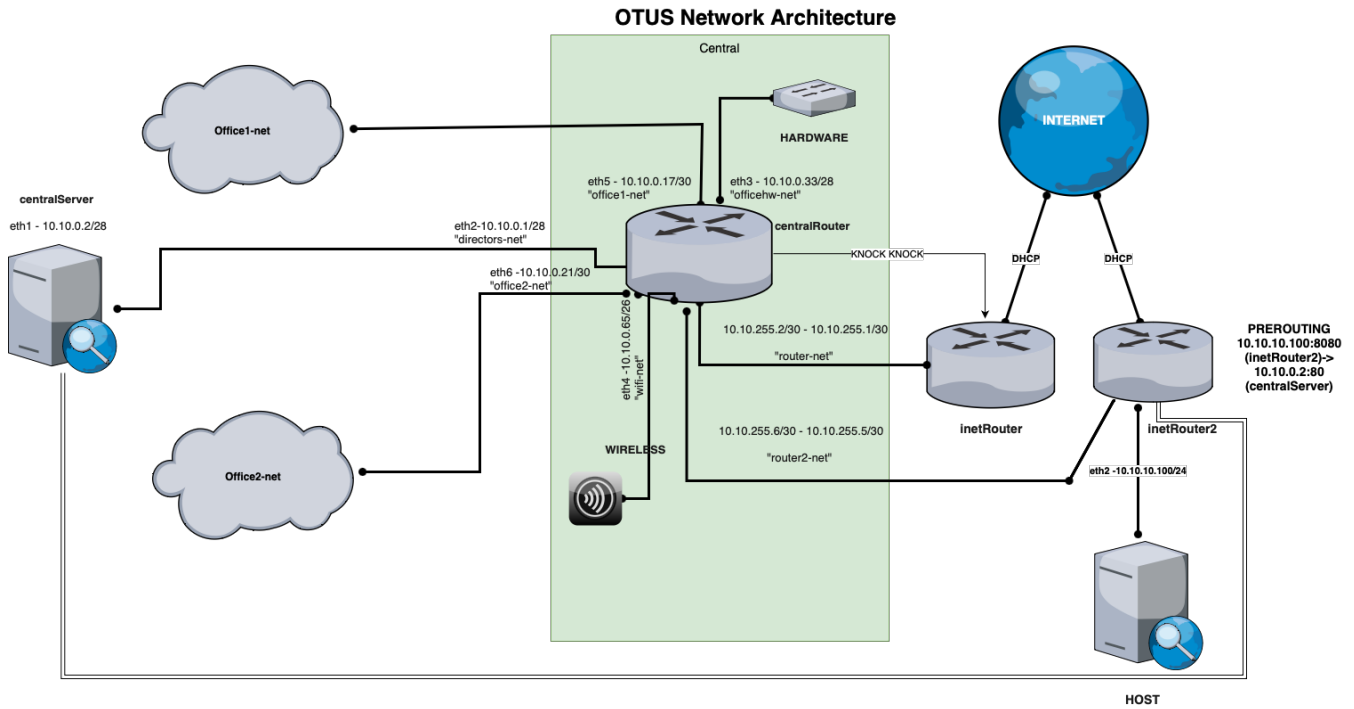 OTUS Network Architecture
Central
Office1-net
HARDWARE
INTERNET
eth5 - 10.10.0.17/30
"office1-net"
eth3 - 10.10.0.33/28
"officehw-net"
centralServer
eth1 - 10.10.0.2/28
eth2-10.10.0.1/28
"directors-net"
centralRouter
KNOCK KNOCK
DHCP
DHCP
eth6 -10.10.0.21/30
"office2-net"
eth4 -10.10.0.65/26
"wifi-net"
10.10.255.2/30 - 10.10.255.1/30
"router-net"
PREROUTING
10.10.10.100:8080
(inetRouter2)->
10.10.0.2:80
(centralServer)
inetRouter
inetRouter2
10.10.255.6/30 - 10.10.255.5/30
"router2-net"
WIRELESS
Office2-net
eth2 -10.10.10.100/24
HOST